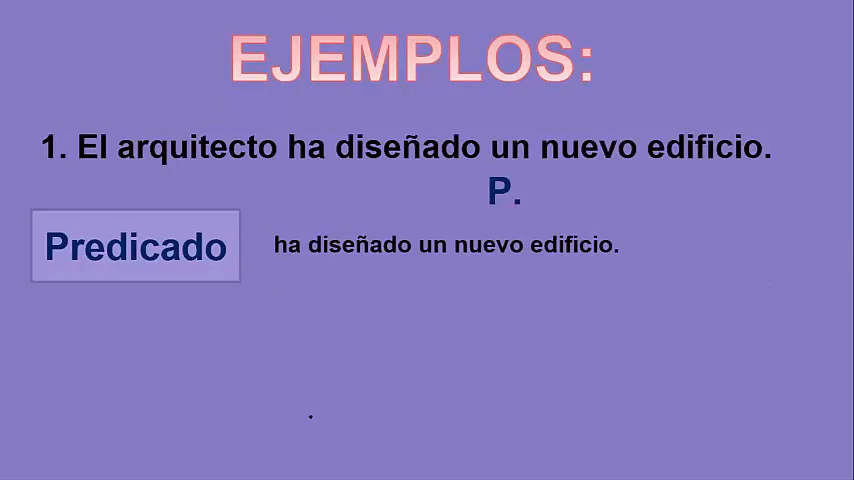 EJEMPLOS:
1. El arquitecto ha diseñado un nuevo edificio.
P.
Predicado ha diseñado un nuevo edificio.